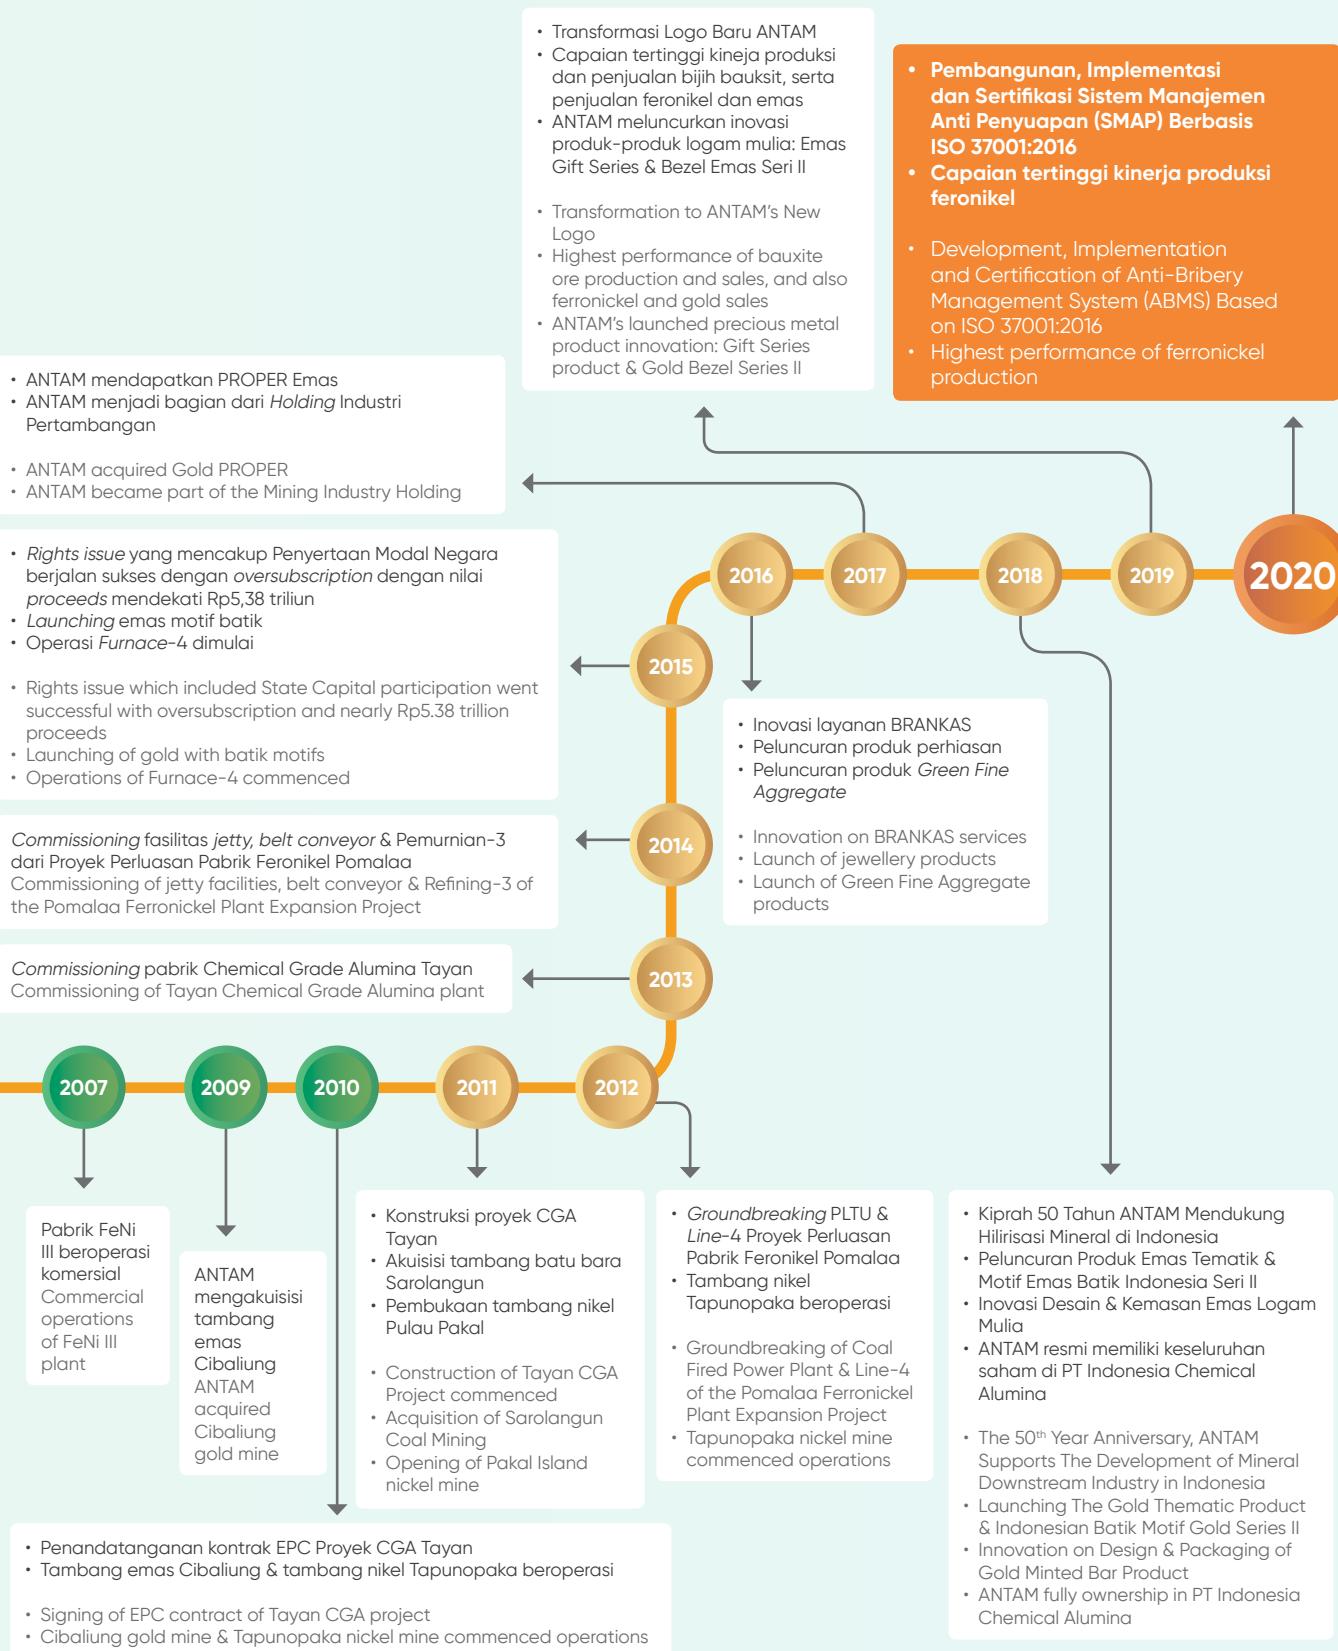 • Transformasi Logo Baru ANTAM
• Capaian tertinggi kineja produksi
dan penjualan bijih bauksit, serta
penjualan feronikel dan emas
• ANTAM meluncurkan inovasi
produk-produk logam mulia: Emas
Gift Series & Bezel Emas Seri II
• Transformation to ANTAM's New
Logo
• Highest performance of bauxite
ore production and sales, and also
ferronickel and gold sales
• ANTAM's launched precious metal
product innovation: Gift Series
product & Gold Bezel Series II
• Pembangunan, Implementasi
dan Sertifikasi Sistem Manajemen
Anti Penyuapan (SMAP) Berbasis
ISO 37001:2016
• Capaian tertinggi kinerja produksi
feronikel
• Development, Implementation
and Certification of Anti-Bribery
Management System (ABMS) Based
on ISO 37001:2016
• Highest performance of ferronickel
production
• ANTAM mendapatkan PROPER Emas
• ANTAM menjadi bagian dari Holding Industri
Pertambangan
• ANTAM acquired Gold PROPER
• ANTAM became part of the Mining Industry Holding
• Rights issue yang mencakup Penyertaan Modal Negara
berjalan sukses dengan oversubscription dengan nilai
proceeds mendekati Rp5,38 triliun
• Launching emas motif batik
• Operasi Furnace-4 dimulai
• Rights issue which included State Capital participation went
successful with oversubscription and nearly Rp5.38 trillion
proceeds
• Launching of gold with batik motifs
• Operations of Furnace-4 commenced
2016
2017
2018
2019
2020
2015
• Inovasi layanan BRANKAS
• Peluncuran produk perhiasan
• Peluncuran produk Green Fine
Aggregate
• Innovation on BRANKAS services
• Launch of jewellery products
• Launch of Green Fine Aggregate
products
Commissioning fasilitas jetty, belt conveyor & Pemurnian-3
dari Proyek Perluasan Pabrik Feronikel Pomalaa
Commissioning of jetty facilities, belt conveyor & Refining-3 of
the Pomalaa Ferronickel Plant Expansion Project
2014
Commissioning pabrik Chemical Grade Alumina Tayan
Commissioning of Tayan Chemical Grade Alumina plant
2013
2007
2009
2010
2011
2012
Pabrik FeNi
III beroperasi
komersial
Commercial
operations
of FeNi III
plant
ANTAM
mengakuisisi
tambang
emas
Cibaliung
ANTAM
acquired
Cibaliung
gold mine
• Konstruksi proyek CGA
Tayan
• Akuisisi tambang batu bara
Sarolangun
• Pembukaan tambang nikel
Pulau Pakal
• Construction of Tayan CGA
Project commenced
• Acquisition of Sarolangun
Coal Mining
• Opening of Pakal Island
nickel mine
• Groundbreaking PLTU &
Line-4 Proyek Perluasan
Pabrik Feronikel Pomalaa
• Tambang nikel
Tapunopaka beroperasi
• Groundbreaking of Coal
Fired Power Plant & Line-4
of the Pomalaa Ferronickel
Plant Expansion Project
• Tapunopaka nickel mine
commenced operations
• Kiprah 50 Tahun ANTAM Mendukung
Hilirisasi Mineral di Indonesia
• Peluncuran Produk Emas Tematik &
Motif Emas Batik Indonesia Seri II
• Inovasi Desain & Kemasan Emas Logam
Mulia
• ANTAM resmi memiliki keseluruhan
saham di PT Indonesia Chemical
Alumina
• The 50th Year Anniversary, ANTAM
Supports The Development of Mineral
Downstream Industry in Indonesia
• Launching The Gold Thematic Product
& Indonesian Batik Motif Gold Series II
• Innovation on Design & Packaging of
Gold Minted Bar Product
• ANTAM fully ownership in PT Indonesia
Chemical Alumina
• Penandatanganan kontrak EPC Proyek CGA Tayan
• Tambang emas Cibaliung & tambang nikel Tapunopaka beroperasi
• Signing of EPC contract of Tayan CGA project
• Cibaliung gold mine & Tapunopaka nickel mine commenced operations